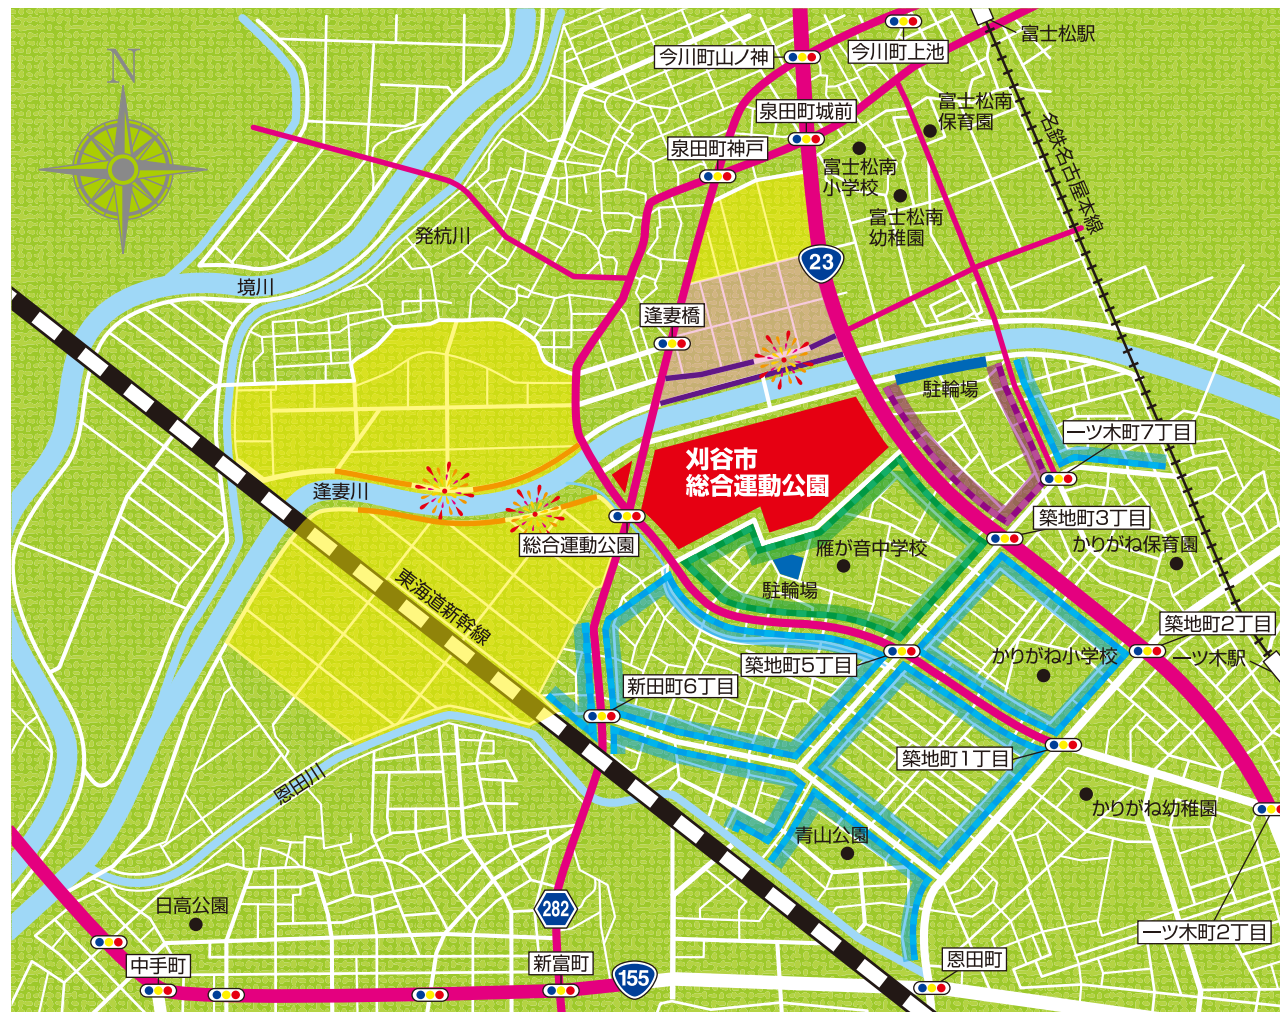 N
今川町山ノ神
今川町上池
富士松駅
泉田町城前
富士松南
保育園
泉田町神戸
富士松南
小学校
名鉄名古屋本線
富士松南
幼稚園
発杭川
23
境川
逢妻橋
駐輪場
一ツ木町7丁目
刈谷市
総合運動公園
逢妻川
築地町3丁目
総合運動公園
雁が音中学校
かりがね保育園
東海道新幹線
駐輪場
築地町2丁目
築地町5丁目
かりがね小学校
一ツ木駅
新田町6丁目
築地町1丁目
恩田川
かりがね幼稚園
青山公園
日高公園
282
一ツ木町2丁目
中手町
新富町
155
恩田町